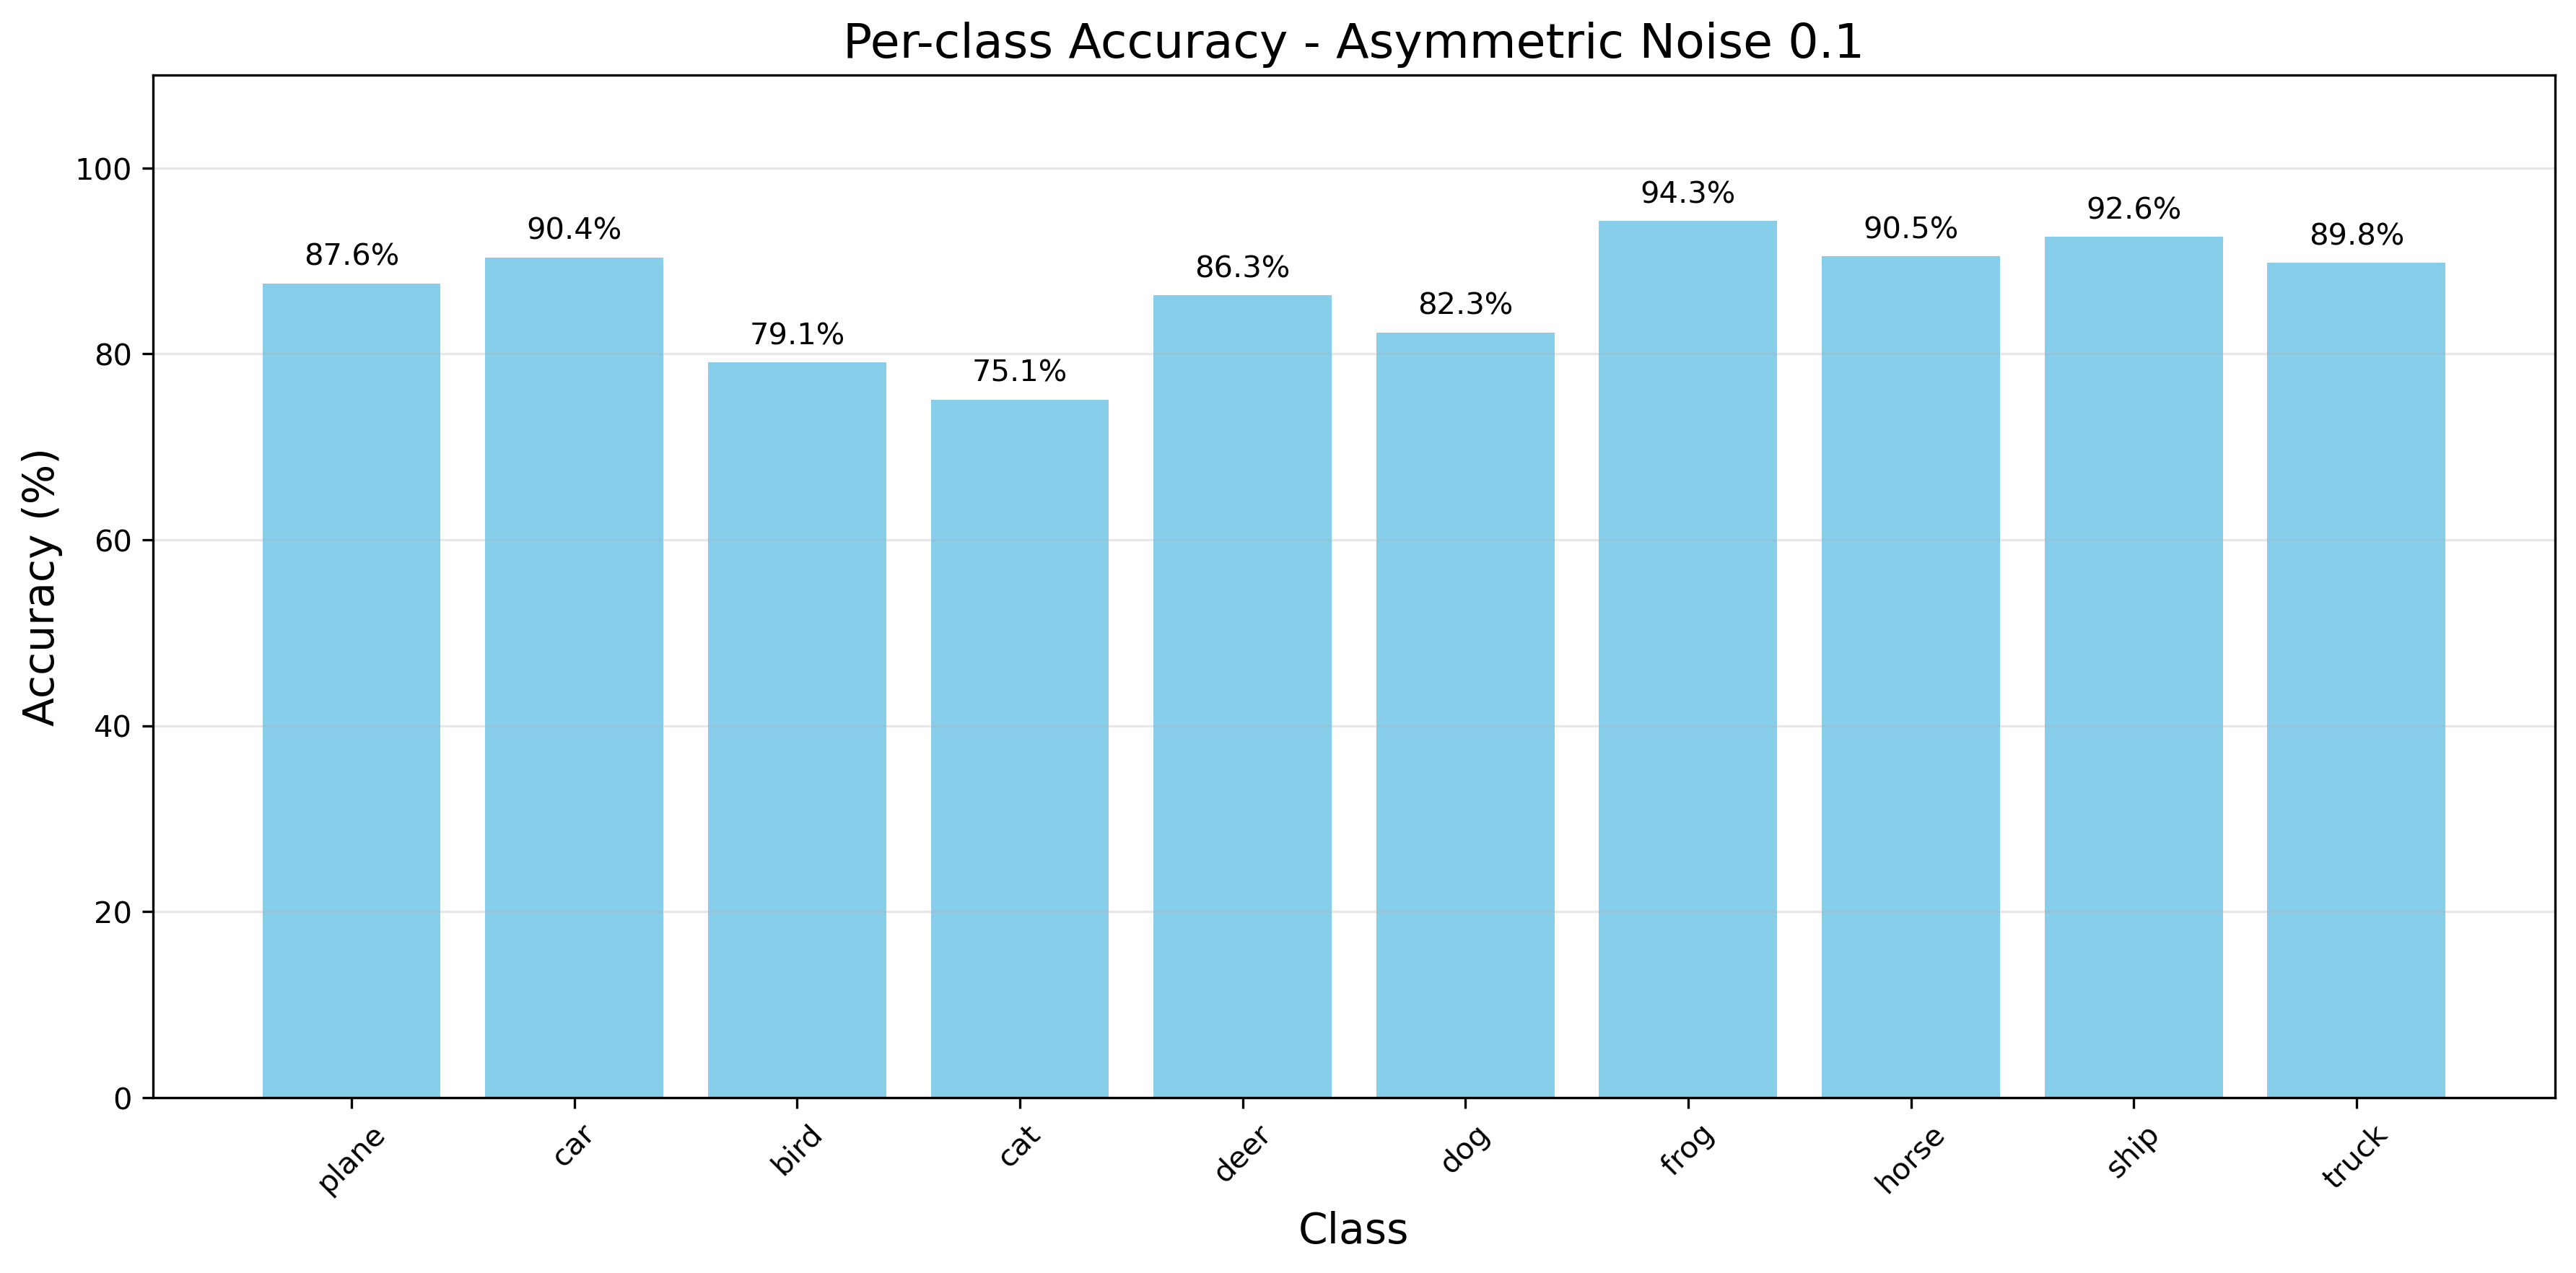 Per-class Accuracy - Asymmetric Noise 0.1
Accuracy (%)
100
80
60
40
20
0
87.6%
90.4%
79.1%
75.1%
86.3%
82.3%
94.3%
90.5%
92.6%
89.8%
plane
car
bird
cat
deer
dog
frog
horse
ship
truck
Class